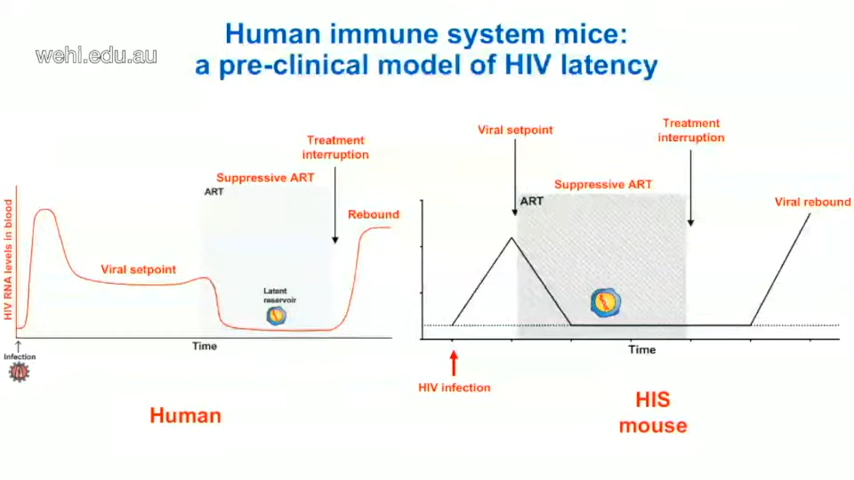 Human immune system mice:
a pre-clinical model of HIV latency
wehi.edu.au
Treatment
interruption
Suppressive ART
ART
Rebound
Viral setpoint
Latent
reservoir
HIV RNA levels in blood
Time
Infection
Human
Viral setpoint
Treatment
interruption
Suppressive ART
ART
Viral rebound
Time
HIV infection
HIS
mouse